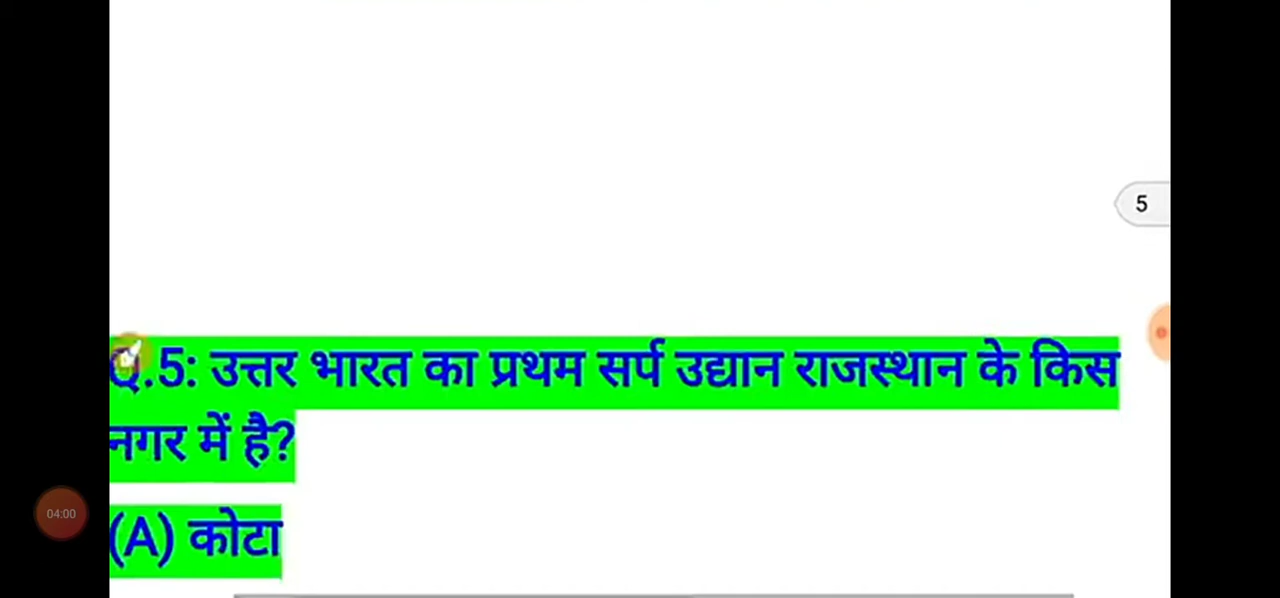 5
Q.5: उत्तर भारत का प्रथम सर्प उद्यान राजस्थान के किस
नगर में है?
04:00
(A) कोटा